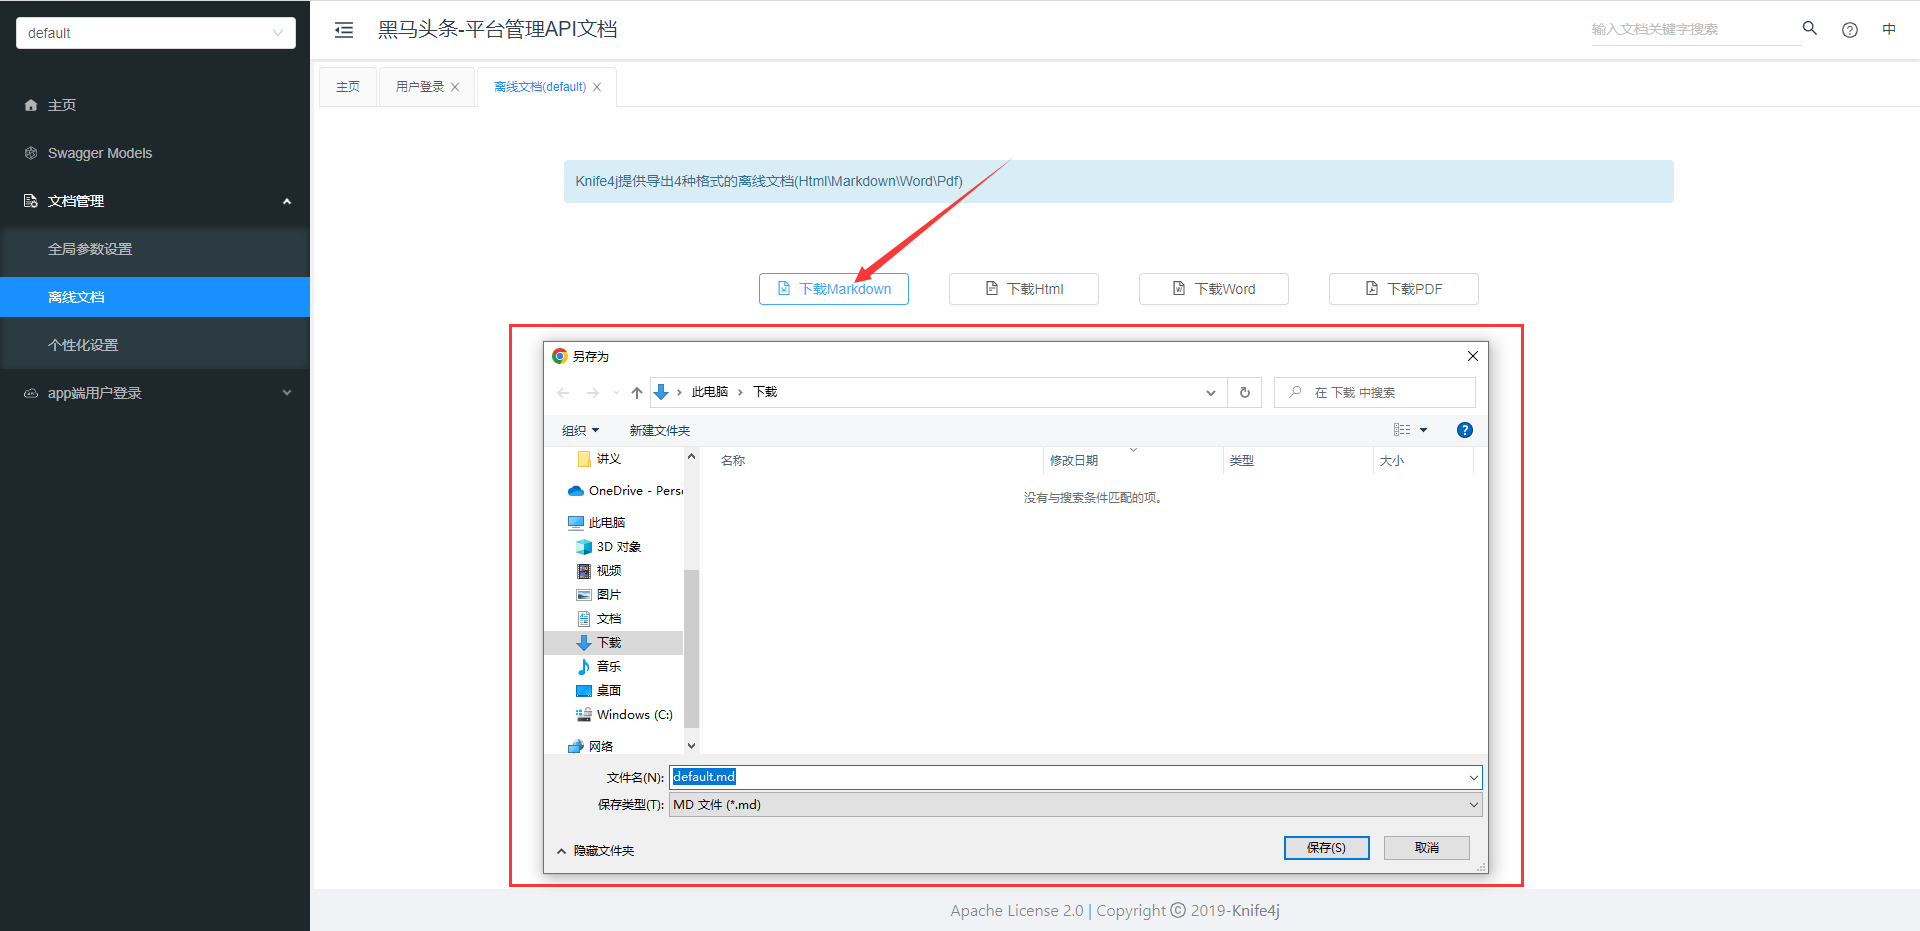 default
黑马头条-平台管理API文档
输入文档关键字搜索
中
主页
Swagger Models
文档管理
全局参数设置
离线文档
个性化设置
app端用户登录
主页
用户登录
离线文档(default)
Knife4j提供导出4种格式的离线文档(Html\Markdown\Word\Pdf)
下载Markdown
下载Html
下载Word
下载PDF
另存为
此电脑
下载
在 下载 中搜索
组织
新建文件夹
名称
修改日期
类型
大小
没有与搜索条件匹配的项。
讲义
OneDrive - Pers
此电脑
3D 对象
视频
图片
文档
下载
音乐
桌面
Windows (C:)
网络
文件名(N):
default.md
保存类型(T):
MD 文件 (*.md)
隐藏文件夹
保存(S)
取消
Apache License 2.0 | Copyright © 2019-Knife4j